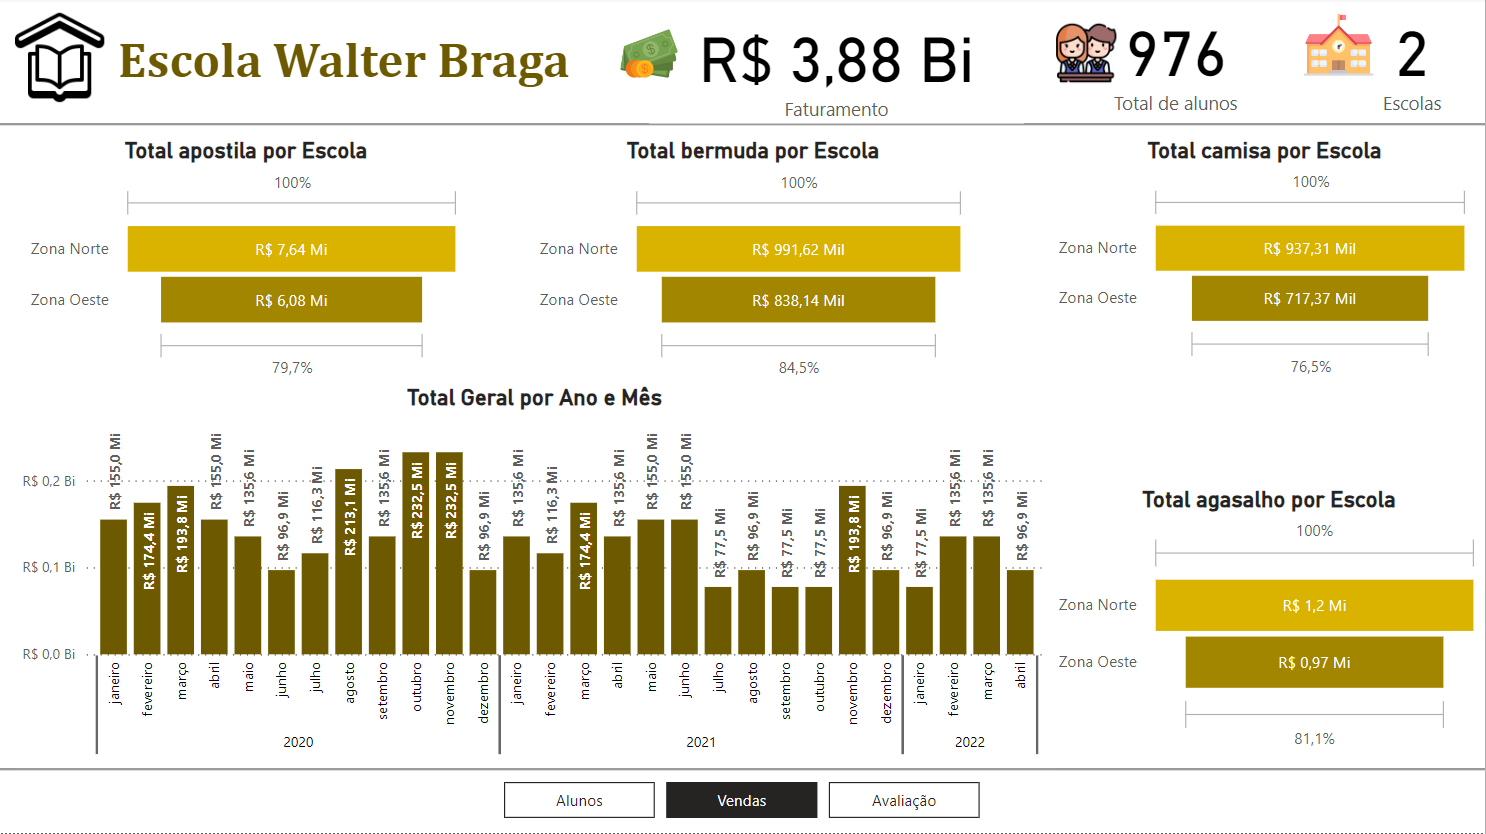 Escola Walter Braga
R$ 3,88 Bi
Faturamento
976
Total de alunos
2
Escolas
Total apostila por Escola
100%
Zona Norte
R$ 7,64 Mi
Zona Oeste
R$ 6,08 Mi
79,7%
Total bermuda por Escola
100%
Zona Norte
R$ 991,62 Mil
Zona Oeste
R$ 838,14 Mil
84,5%
Total camisa por Escola
100%
Zona Norte
R$ 937,31 Mil
Zona Oeste
R$ 717,37 Mil
76,5%
Total Geral por Ano e Mês
R$ 0,2 Bi
R$ 0,1 Bi
R$ 0,0 Bi
R$ 155,0 Mi
R$ 174,4 Mi
R$ 193,8 Mi
R$ 155,0 Mi
R$ 135,6 Mi
R$ 96,9 Mi
R$ 116,3 Mi
R$ 213,1 Mi
R$ 135,6 Mi
R$ 232,5 Mi
R$ 232,5 Mi
R$ 96,9 Mi
R$ 135,6 Mi
R$ 116,3 Mi
R$ 174,4 Mi
R$ 135,6 Mi
R$ 155,0 Mi
R$ 155,0 Mi
R$ 77,5 Mi
R$ 96,9 Mi
R$ 77,5 Mi
R$ 77,5 Mi
R$ 193,8 Mi
R$ 96,9 Mi
R$ 77,5 Mi
R$ 135,6 Mi
R$ 135,6 Mi
R$ 96,9 Mi
janeiro
fevereiro
março
abril
maio
junho
julho
agosto
setembro
outubro
novembro
dezembro
janeiro
fevereiro
março
abril
maio
junho
julho
agosto
setembro
outubro
novembro
dezembro
janeiro
fevereiro
março
abril
2020
2021
2022
Total agasalho por Escola
100%
Zona Norte
R$ 1,2 Mi
Zona Oeste
R$ 0,97 Mi
81,1%
Alunos
Vendas
Avaliação